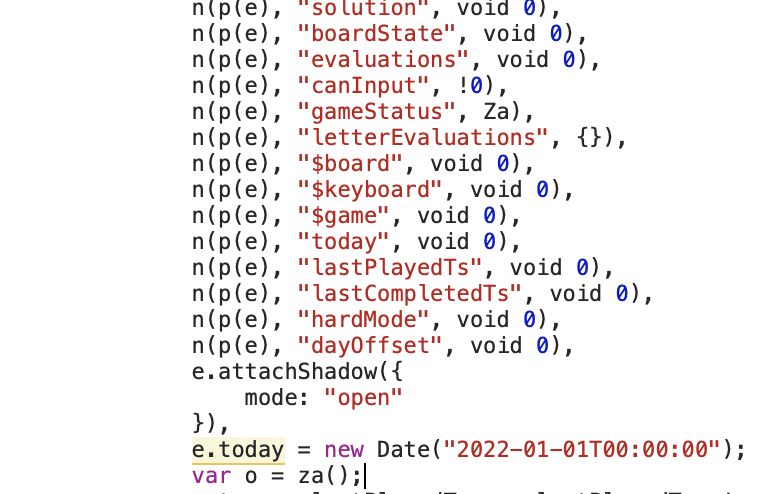 n(p(e), "solution", void 0),
n(p(e), "boardState", void 0),
n(p(e), "evaluations", void 0),
n(p(e), "canInput", !0),
n(p(e), "gameStatus", Za),
n(p(e), "letterEvaluations", {}),
n(p(e), "$board", void 0),
n(p(e), "$keyboard", void 0),
n(p(e), "$game", void 0),
n(p(e), "today", void 0),
n(p(e), "lastPlayedTs", void 0),
n(p(e), "lastCompletedTs", void 0),
n(p(e), "hardMode", void 0),
n(p(e), "dayOffset", void 0),
e.attachShadow({
    mode: "open"
}),
e.today = new Date("2022-01-01T00:00:00");
var o = za();